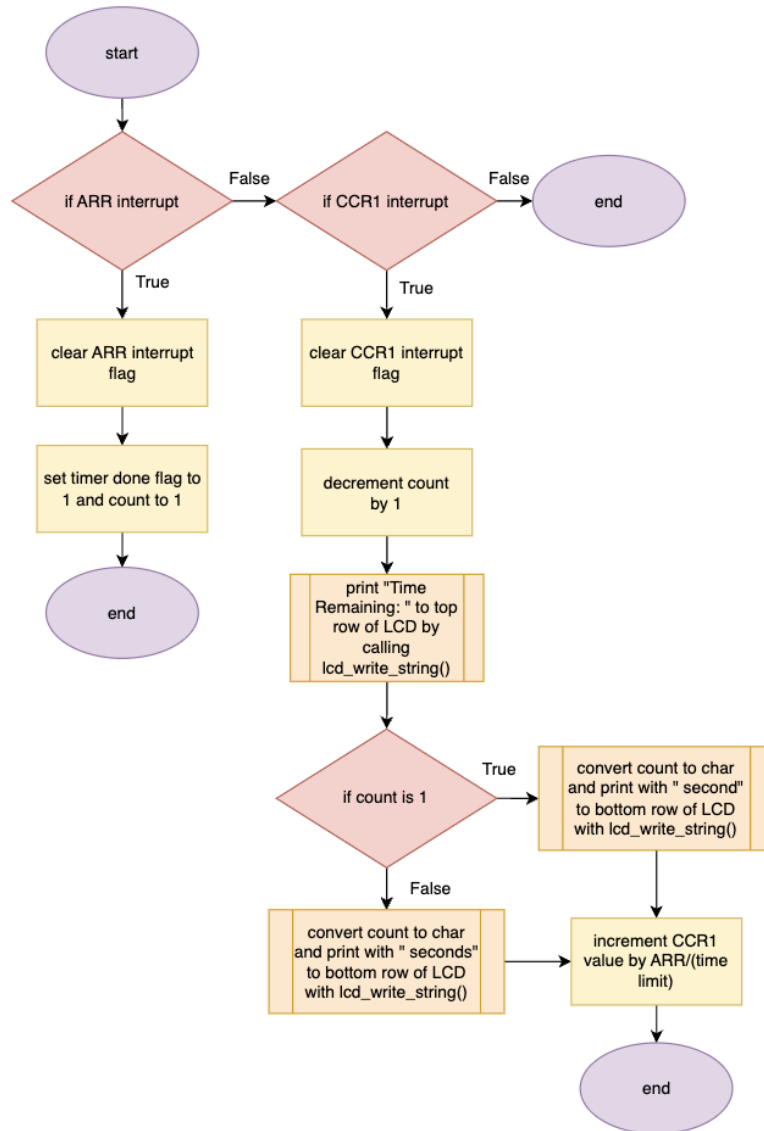 start
if ARR interrupt
False
if CCR1 interrupt
False
end
True
True
clear ARR interrupt
flag
clear CCR1 interrupt
flag
set timer done flag to
1 and count to 1
decrement count
by 1
end
print "Time
Remaining: " to top
row of LCD by
calling
lcd_write_string()
if count is 1
True
convert count to char
and print with " second"
to bottom row of LCD
with lcd_write_string()
False
convert count to char
and print with " seconds"
to bottom row of LCD
with lcd_write_string()
increment CCR1
value by ARR/(time
limit)
end